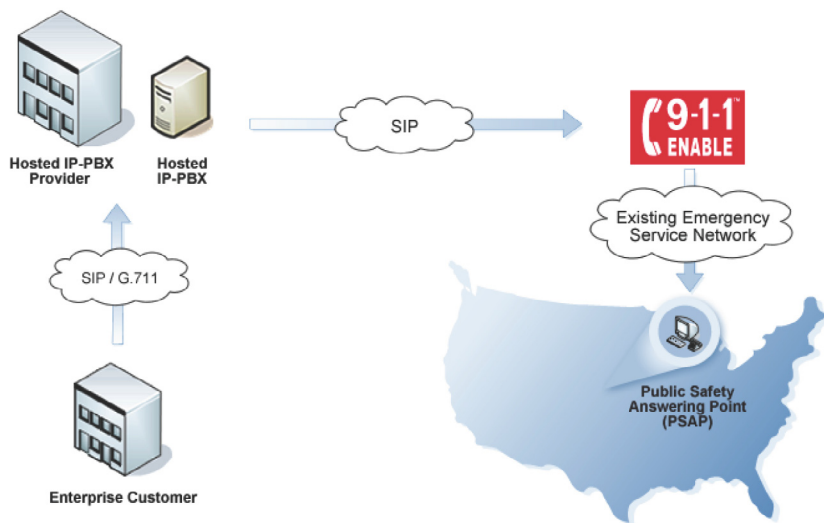 Hosted IP-PBX
Provider
Hosted
IP-PBX
SIP
9-1-1™
ENABLE
SIP / G.711
Existing Emergency
Service Network
Enterprise Customer
Public Safety
Answering Point
(PSAP)